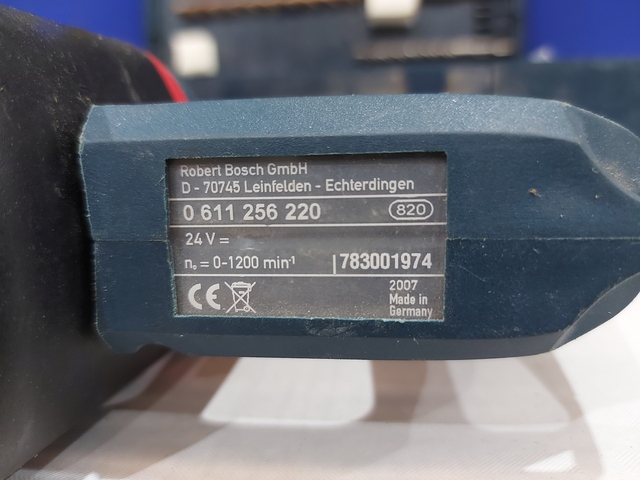 Robert Bosch GmbH
D - 70745 Leinfelden - Echterdingen
0 611 256 220 820
24 V =
n₀ = 0-1200 min⁻¹ 783001974
CE 2007
Made in
Germany